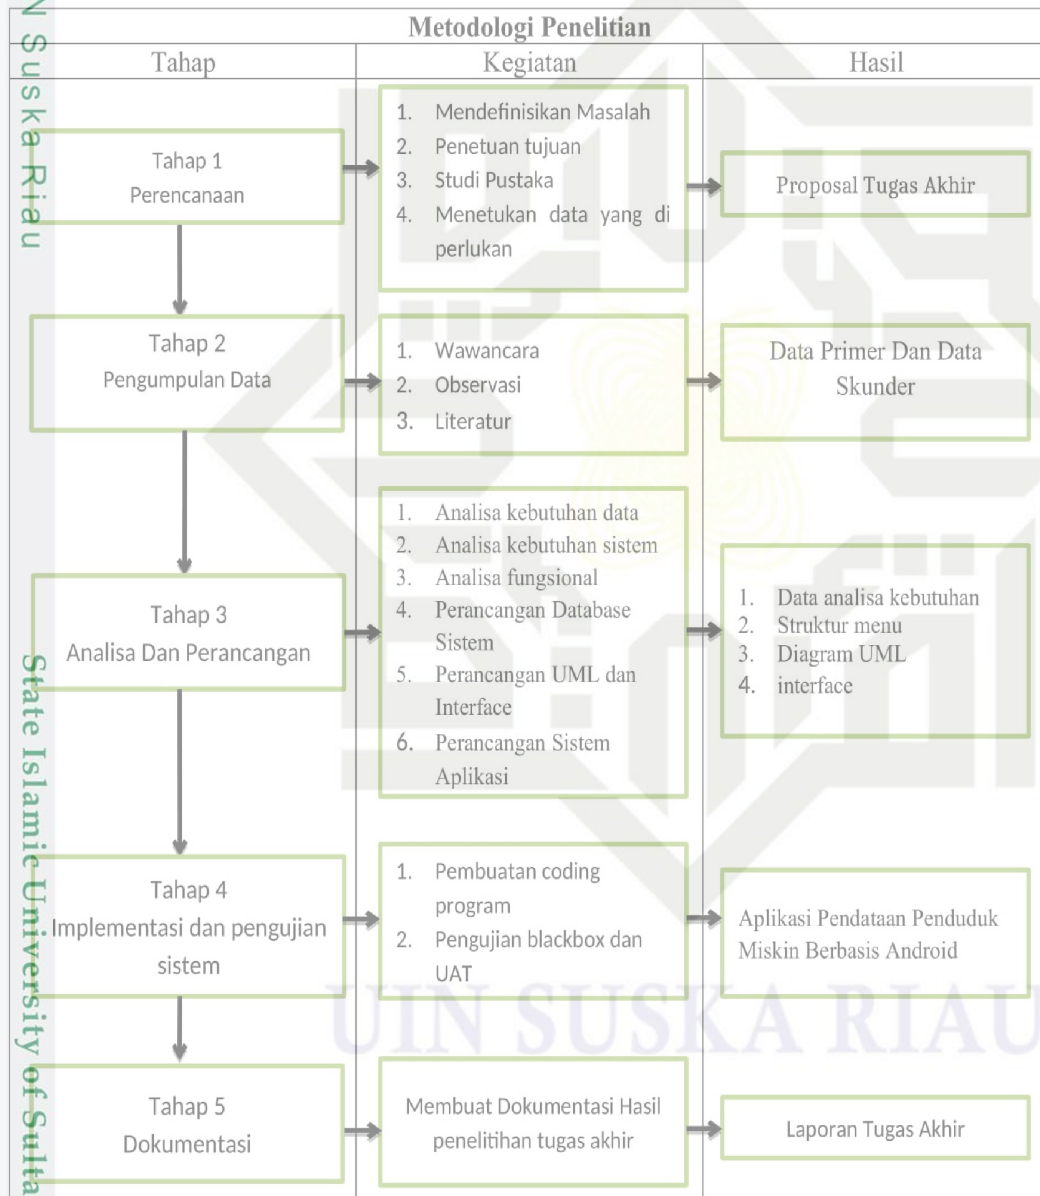 Metodologi Penelitian
Tahap
Kegiatan
Hasil
Tahap 1
Perencanaan
1. Mendefinisikan Masalah
2. Penetuan tujuan
3. Studi Pustaka
4. Menetukan data yang di
perlukan
Proposal Tugas Akhir
Tahap 2
Pengumpulan Data
1. Wawancara
2. Observasi
3. Literatur
Data Primer Dan Data
Skunder
Tahap 3
Analisa Dan Perancangan
1. Analisa kebutuhan data
2. Analisa kebutuhan sistem
3. Analisa fungsional
4. Perancangan Database
Sistem
5. Perancangan UML dan
Interface
6. Perancangan Sistem
Aplikasi
1. Data analisa kebutuhan
2. Struktur menu
3. Diagram UML
4. interface
Tahap 4
Implementasi dan pengujian
sistem
1. Pembuatan coding
program
2. Pengujian blackbox dan
UAT
Aplikasi Pendataan Penduduk
Miskin Berbasis Android
Tahap 5
Dokumentasi
Membuat Dokumentasi Hasil
penelitihan tugas akhir
Laporan Tugas Akhir
UIN SUSKA RIAU
N Suska Riau
State Islamic University of Sulta